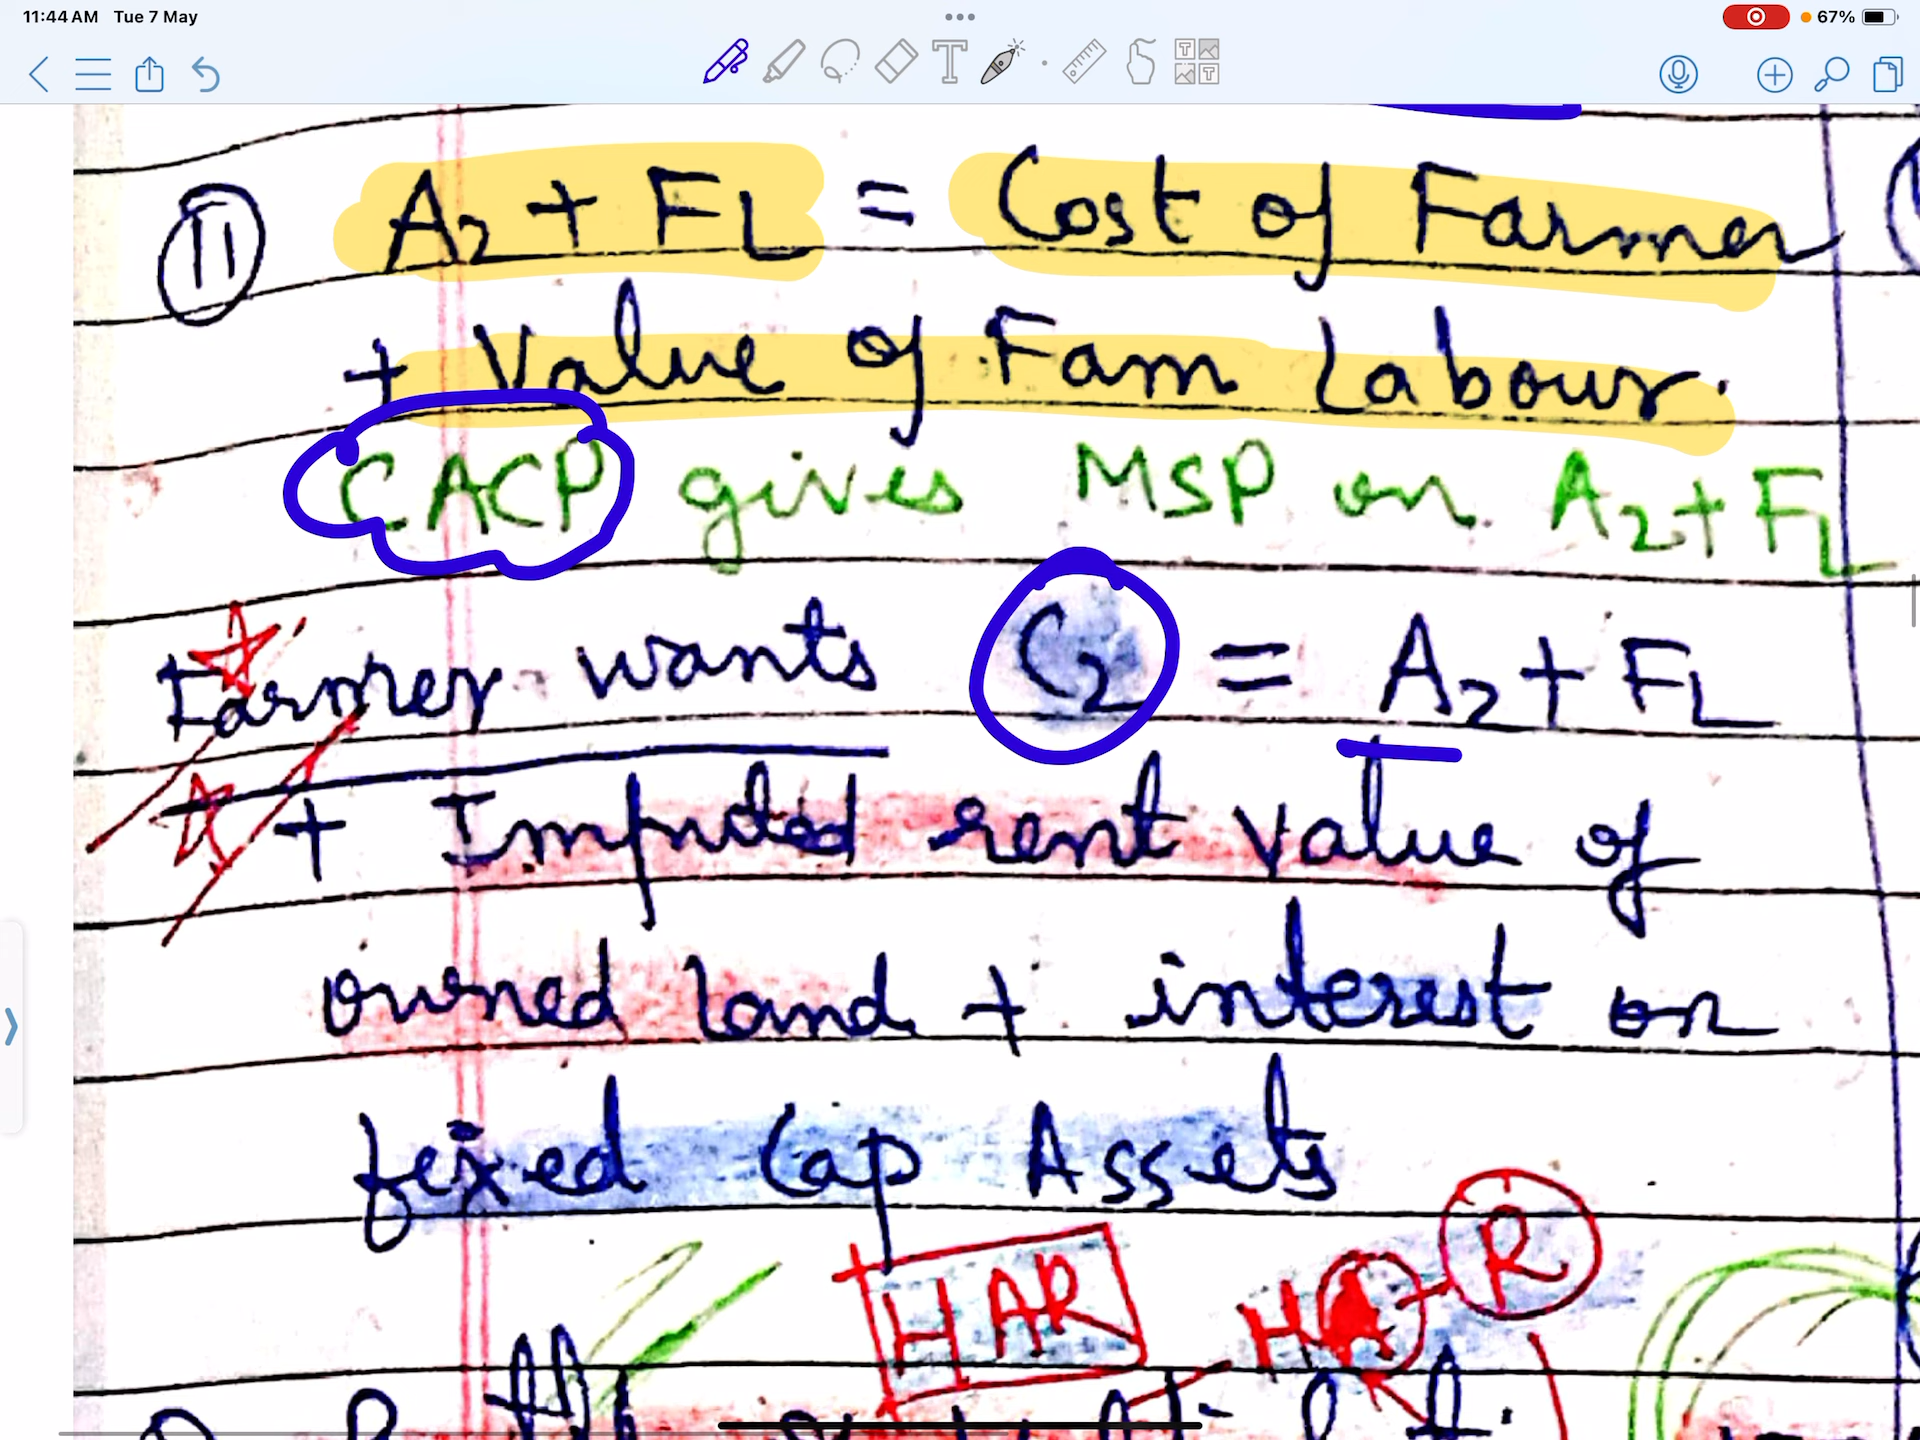 11:44 AM Tue 7 May
67%
11 A2 + FL = Cost of Farmer
+ Value of Fam Labour.
CACP gives MSP on A2+FL
Farmer wants C2 = A2+FL
+ Imputed rent value of
owned land + interest on
fixed Cap Assets
HAR HAR